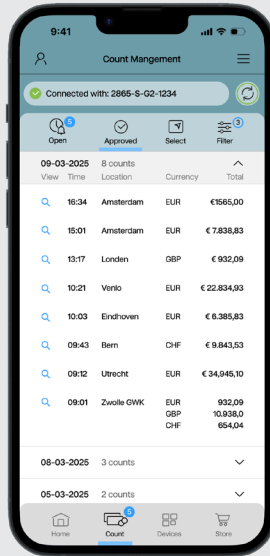 9:41
Count Mangement
Connected with: 2865-S-G2-1234
5
3
Open Approved Select Filter
09-03-2025 8 counts
View Time Location Currency Total
16:34 Amsterdam EUR €1565,00
15:01 Amsterdam EUR € 7.838,83
13:17 Londen GBP € 932,09
10:21 Venlo EUR € 22.834,93
10:03 Eindhoven EUR € 6.385,83
09:43 Bern CHF € 9.843,53
09:12 Utrecht EUR € 34,945,10
09:01 Zwolle GWK EUR 932,09
GBP 10.938,0
CHF 654,04
08-03-2025 3 counts
05-03-2025 2 counts
5
Home Count Devices Store